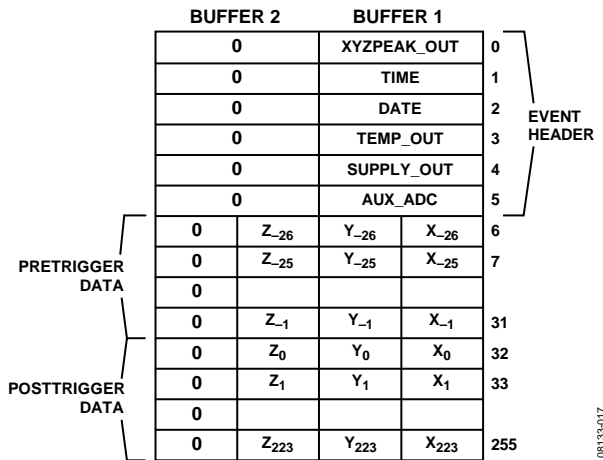 BUFFER 2 BUFFER 1
0 XYZPEAK_OUT 0
0 TIME 1
0 DATE 2
0 TEMP_OUT 3
0 SUPPLY_OUT 4
0 AUX_ADC 5
EVENT
HEADER
0 Z–26 Y–26 X–26 6
0 Z–25 Y–25 X–25 7
0
0 Z–1 Y–1 X–1 31
PRETRIGGER
DATA
0 Z0 Y0 X0 32
0 Z1 Y1 X1 33
0
0 Z223 Y223 X223 255
POSTTRIGGER
DATA
08133-017